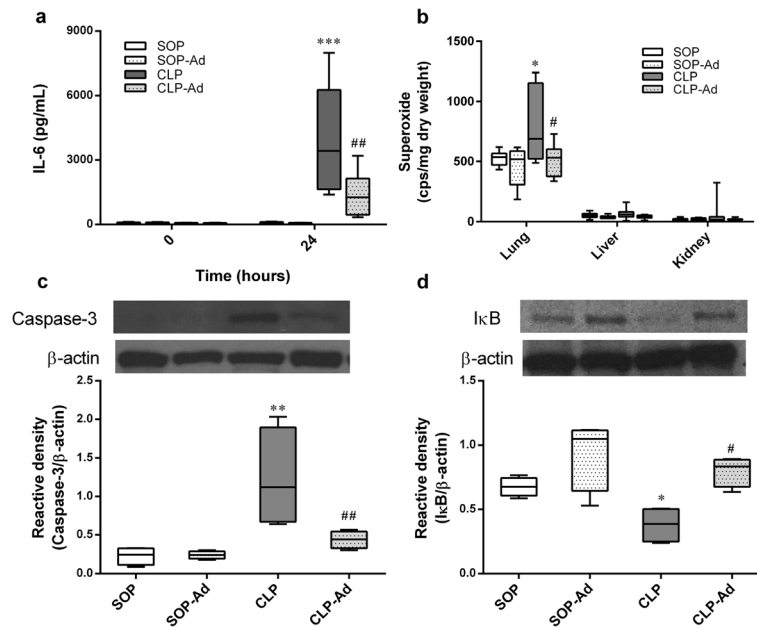 a
IL-6 (pg/mL)
9000
6000
3000
0
SOP
SOP-Ad
CLP
CLP-Ad
***
##
0
24
Time (hours)
b
Superoxide
(cps/mg dry weight)
1500
1000
500
0
SOP
SOP-Ad
CLP
CLP-Ad
*
#
Lung
Liver
Kidney
c
Caspase-3
β-actin
Reactive density
(Caspase-3/β-actin)
2.5
2.0
1.5
1.0
0.5
0.0
**
##
SOP
SOP-Ad
CLP
CLP-Ad
d
IκB
β-actin
Reactive density
(IκB/β-actin)
1.5
1.0
0.5
0.0
*
#
SOP
SOP-Ad
CLP
CLP-Ad